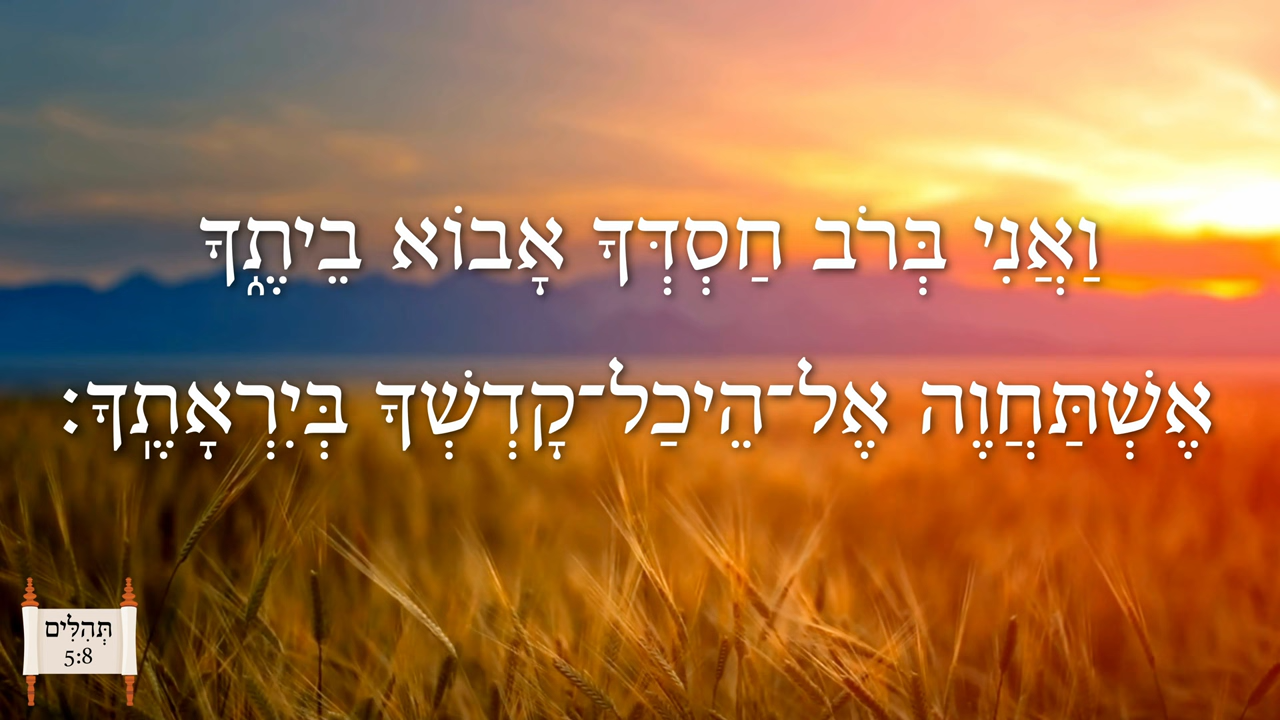 וַאֲנִי בְּרֹב חַסְדְּךָ אָבוֹא בֵיתֶ֑ךָ
אֶשְׁתַּחֲוֶה אֶל־הֵיכַל־קָדְשְׁךָ בְּיִרְאָתֶֽךָ׃
תְּהִלִּים
5:8